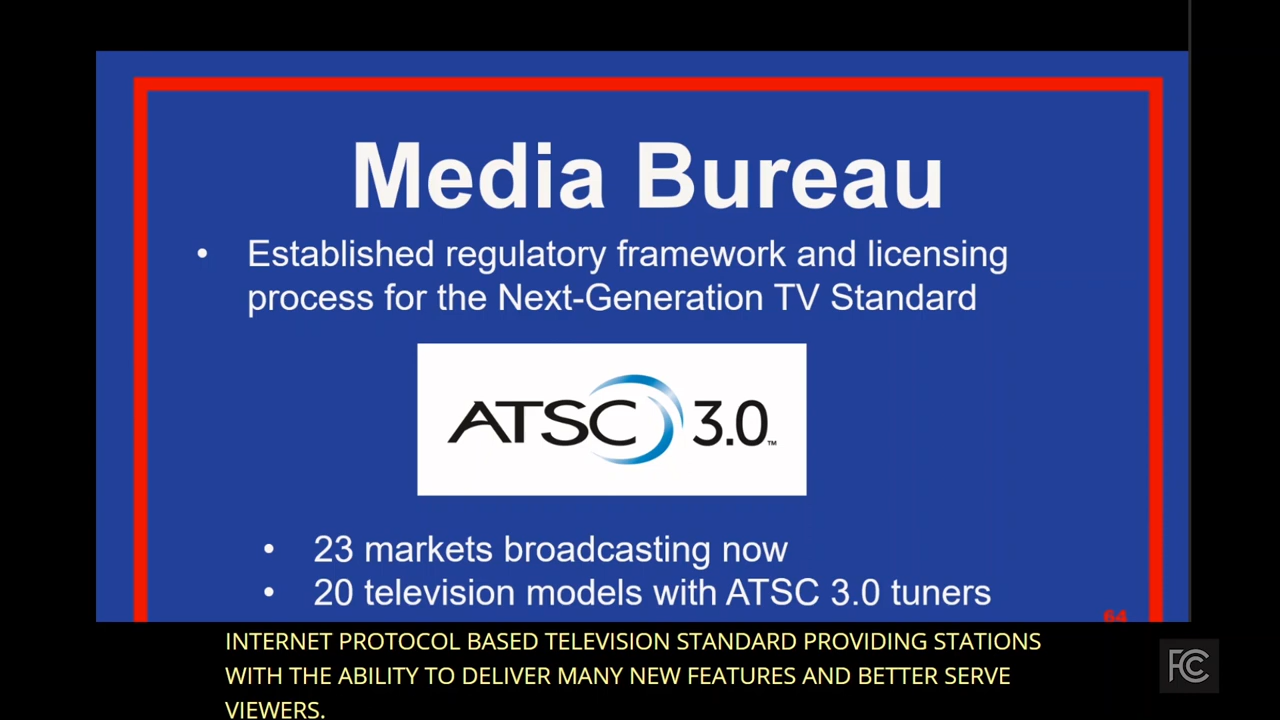 Media Bureau
• Established regulatory framework and licensing
process for the Next-Generation TV Standard
ATSC 3.0™
• 23 markets broadcasting now
• 20 television models with ATSC 3.0 tuners
64
INTERNET PROTOCOL BASED TELEVISION STANDARD PROVIDING STATIONS
WITH THE ABILITY TO DELIVER MANY NEW FEATURES AND BETTER SERVE
VIEWERS.
FCC